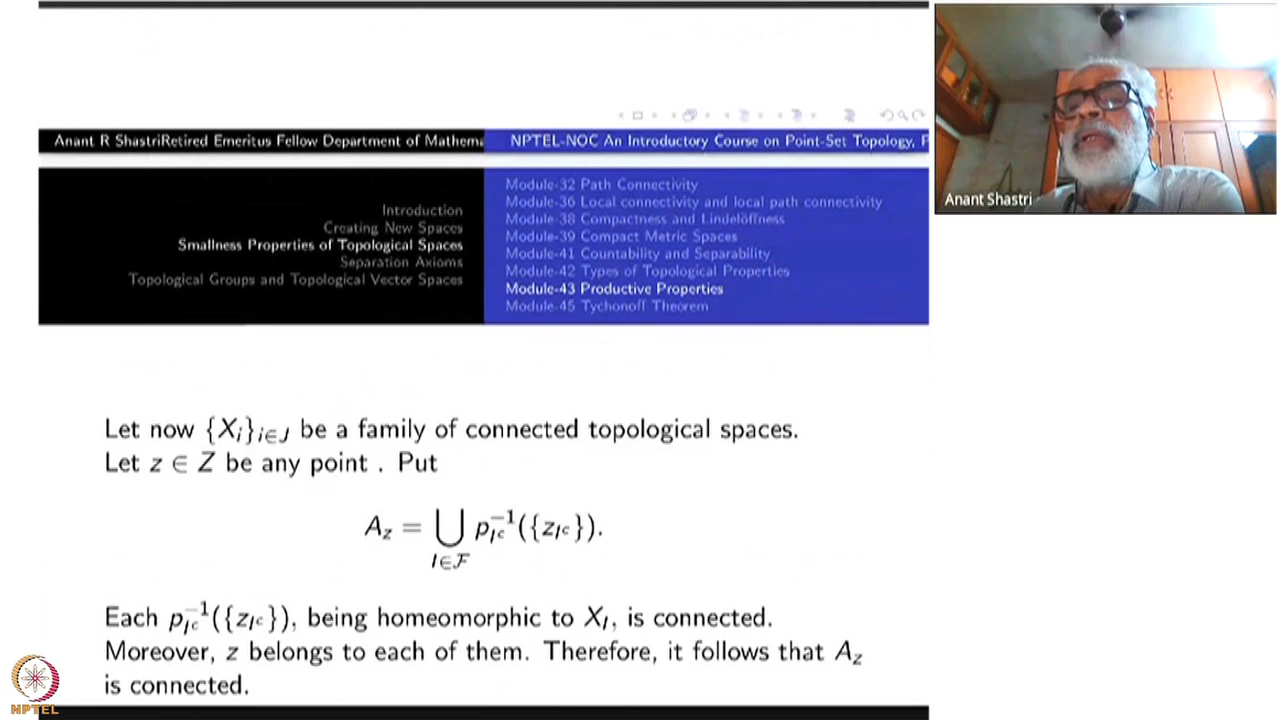 Anant R ShastriRetired Emeritus Fellow Department of Mathema
NPTEL-NOC An Introductory Course on Point-Set Topology, P
Introduction
Creating New Spaces
Smallness Properties of Topological Spaces
Separation Axioms
Topological Groups and Topological Vector Spaces
Module-32 Path Connectivity
Module-36 Local connectivity and local path connectivity
Module-38 Compactness and Lindelöffness
Module-39 Compact Metric Spaces
Module-41 Countability and Separability
Module-42 Types of Topological Properties
Module-43 Productive Properties
Module-45 Tychonoff Theorem
Anant Shastri
Let now {X_i}_{i∈J} be a family of connected topological spaces.
Let z ∈ Z be any point . Put
A_z = ⋃_{I∈𝓕} p_{I^c}^{-1}({z_{I^c}}).
Each p_{I^c}^{-1}({z_{I^c}}), being homeomorphic to X_I, is connected.
Moreover, z belongs to each of them. Therefore, it follows that A_z
is connected.
NPTEL